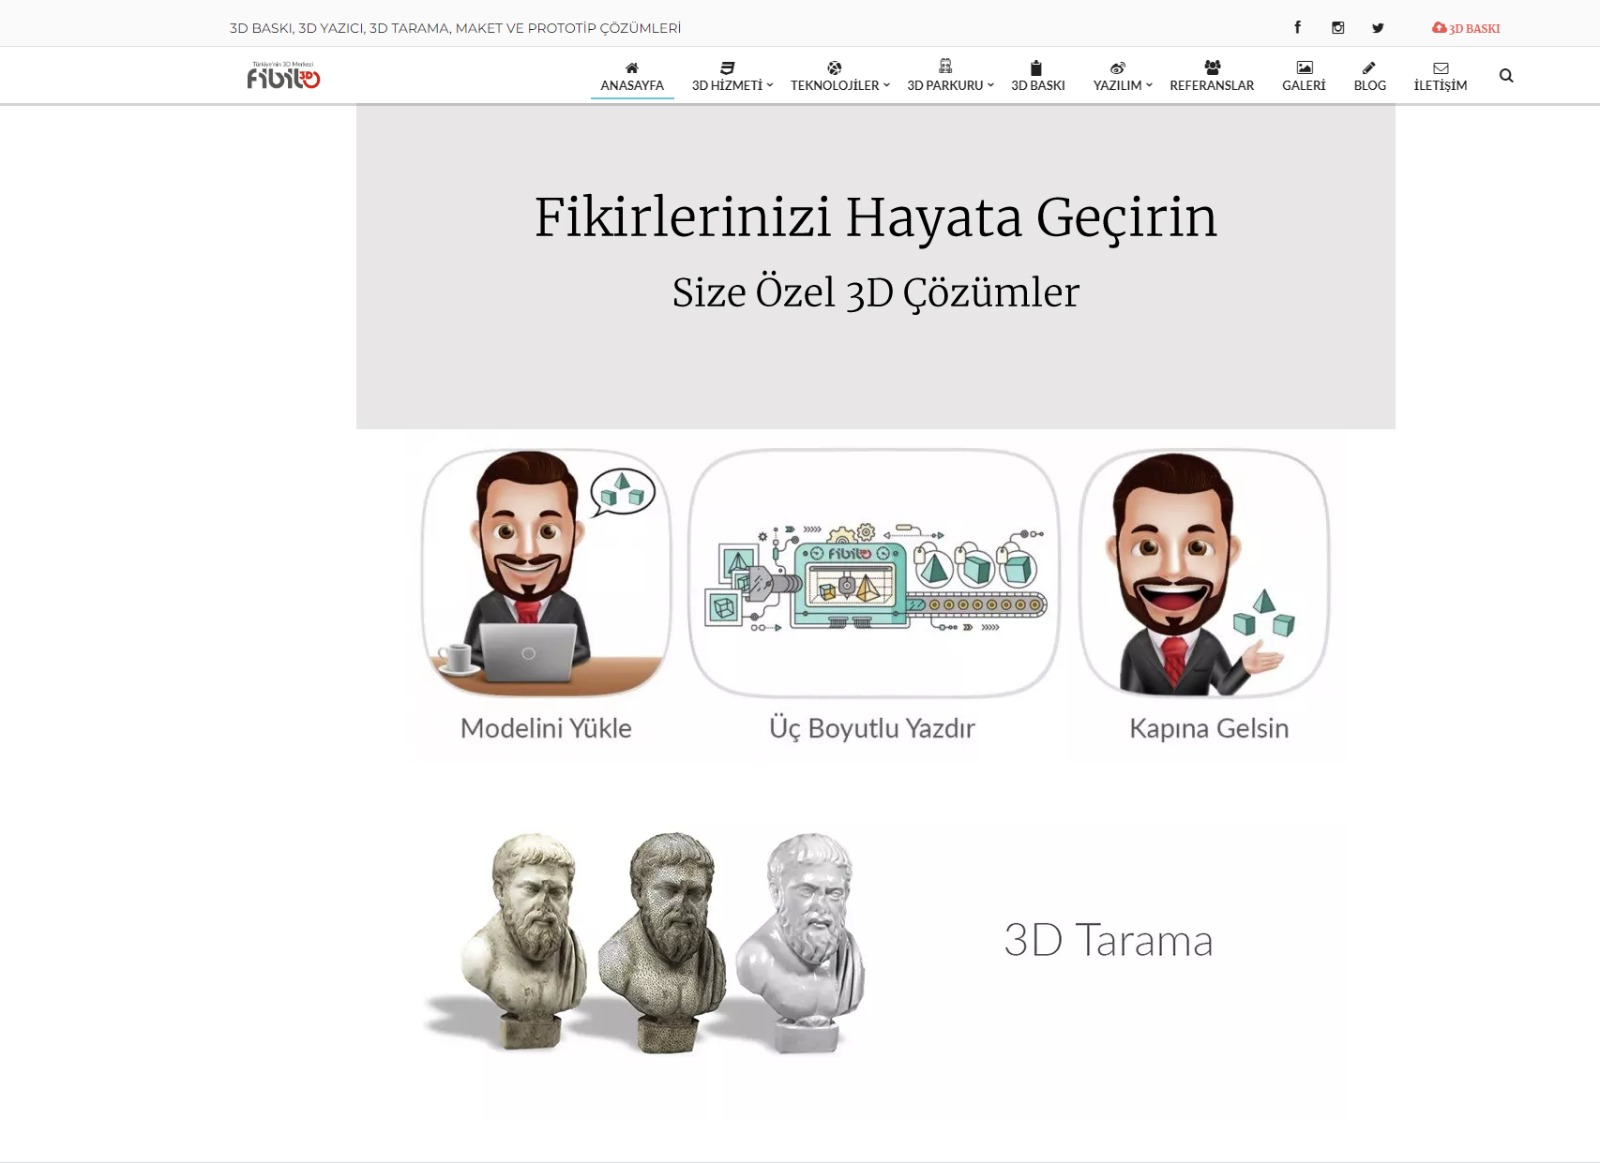 3D BASKI, 3D YAZICI, 3D TARAMA, MAKET VE PROTOTİP ÇÖZÜMLERİ
3D BASKI
Türkiye'nin 3D Merkezi
fibil3D
ANASAYFA 3D HİZMETİ TEKNOLOJİLER 3D PARKURU 3D BASKI YAZILIM REFERANSLAR GALERİ BLOG İLETİŞİM
Fikirlerinizi Hayata Geçirin
Size Özel 3D Çözümler
fibil3D
Modelini Yükle
Üç Boyutlu Yazdır
Kapına Gelsin
3D Tarama